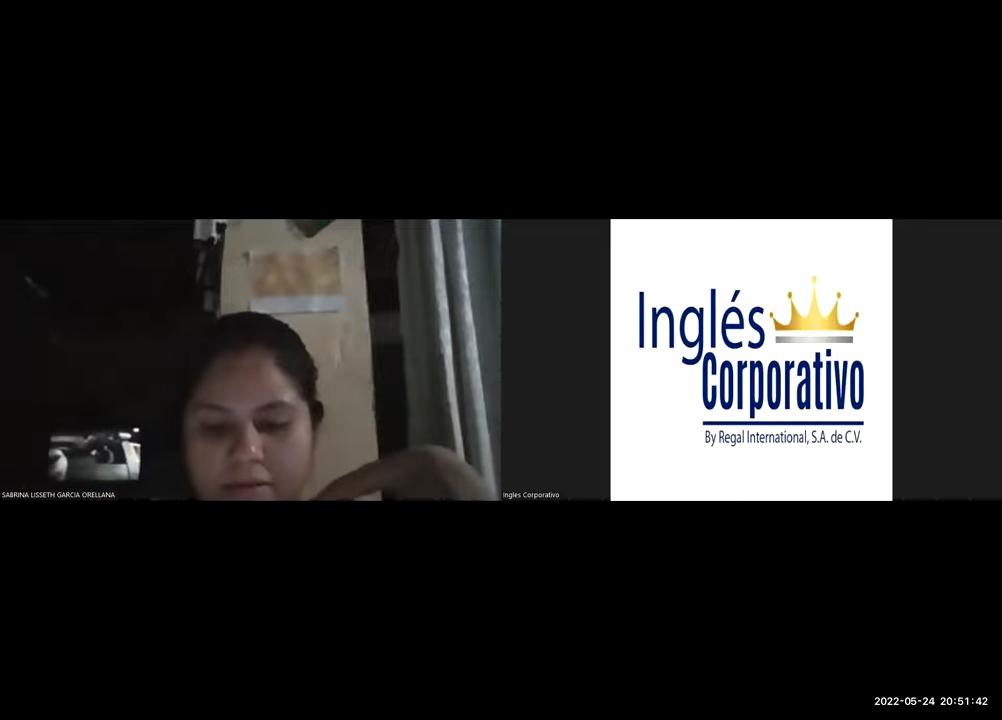 Inglés
Corporativo
By Regal International, S.A. de C.V.
SABRINA LISSETH GARCIA ORELLANA
Ingles Corporativo
2022-05-24 20:51:42